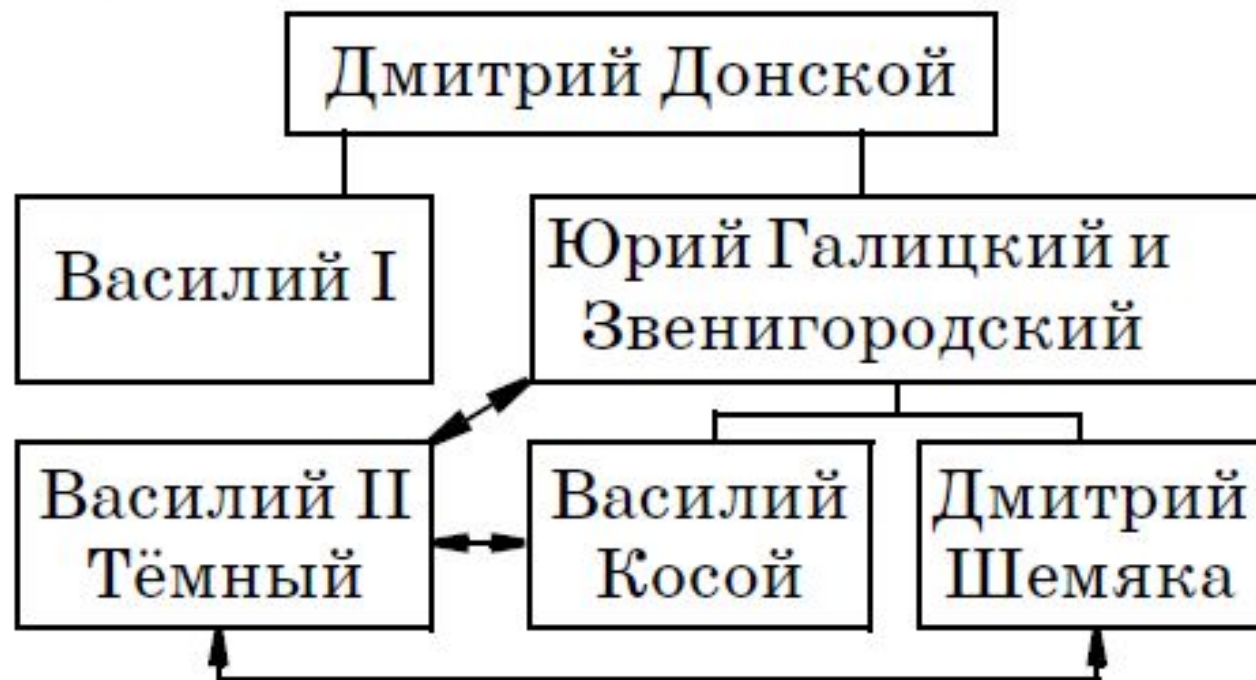 Дмитрий Донской
Василий I
Юрий Галицкий и
Звенигородский
Василий II
Тёмный
Василий
Косой
Дмитрий
Шемяка